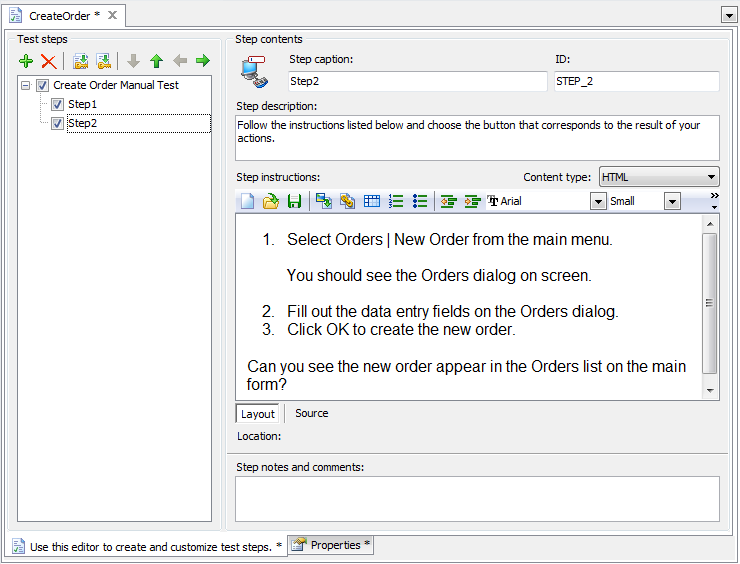 CreateOrder *
Test steps
Create Order Manual Test
Step1
Step2
Step contents
Step caption:
ID:
Step2
STEP_2
Step description:
Follow the instructions listed below and choose the button that corresponds to the result of your
actions.
Step instructions:
Content type:
HTML
Arial
Small
1. Select Orders | New Order from the main menu.
You should see the Orders dialog on screen.
2. Fill out the data entry fields on the Orders dialog.
3. Click OK to create the new order.
Can you see the new order appear in the Orders list on the main
form?
Layout
Source
Location:
Step notes and comments:
Use this editor to create and customize test steps. *
Properties *